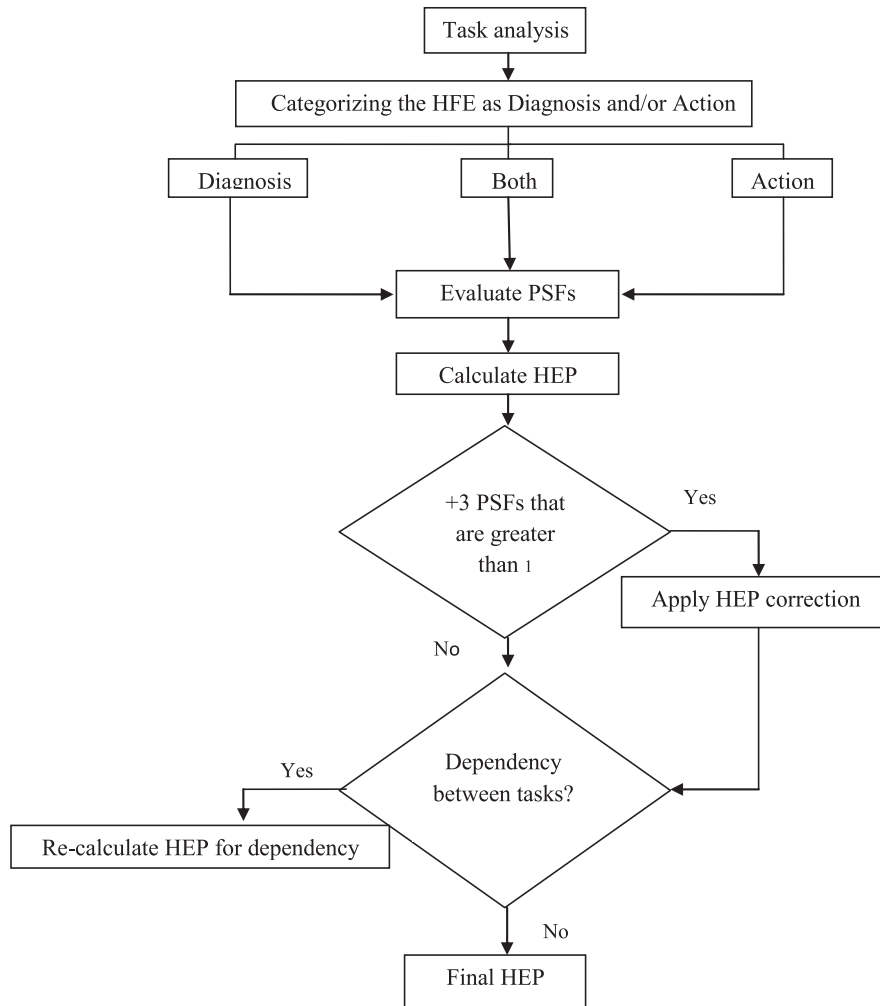 Task analysis
Categorizing the HFE as Diagnosis and/or Action
Diagnosis
Both
Action
Evaluate PSFs
Calculate HEP
+3 PSFs that
are greater
than 1
Yes
Apply HEP correction
No
Dependency
between tasks?
Yes
Re-calculate HEP for dependency
No
Final HEP